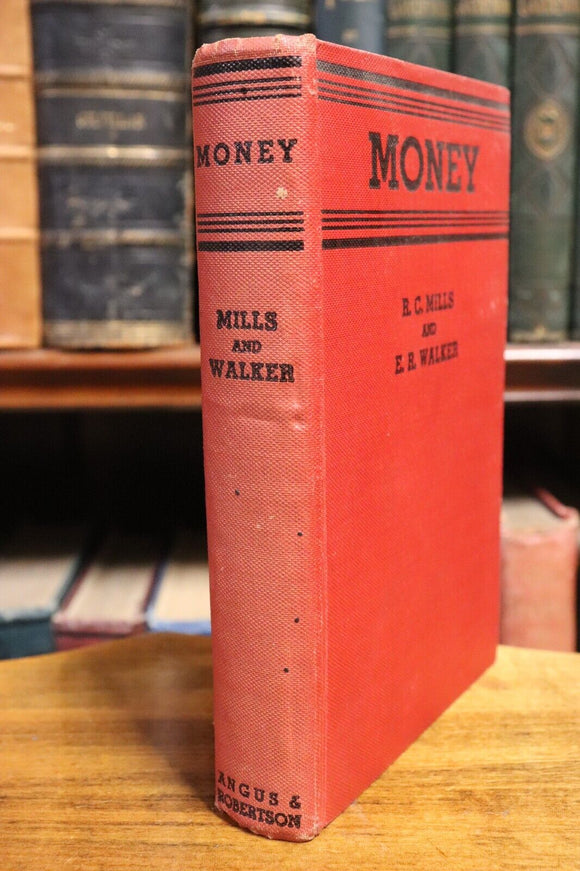 MONEY
MILLS
AND
WALKER
ANGUS &
ROBERTSON
MONEY
R. C. MILLS
AND
E. R. WALKER